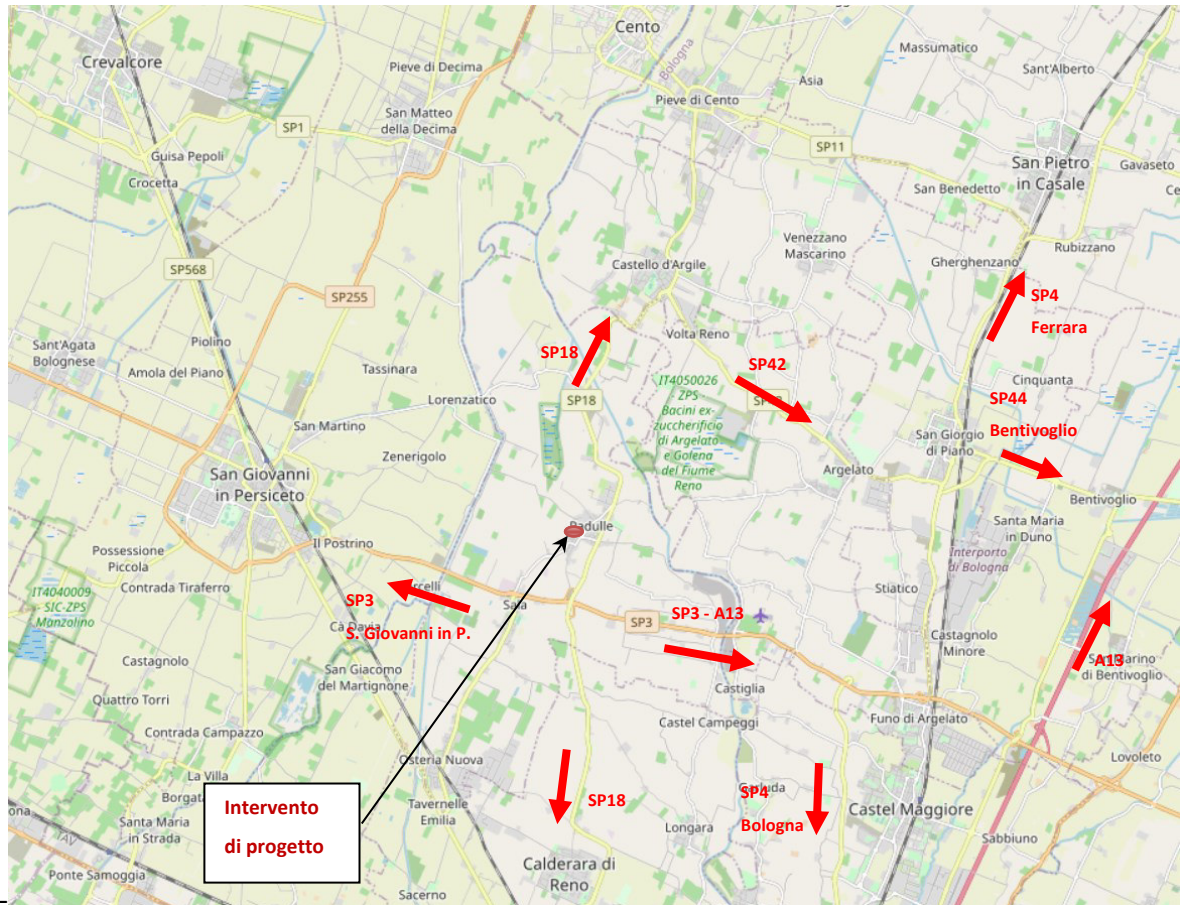 Cento
Crevalcore
Massumatico
Sant'Alberto
Pieve di Decima
Bologna
Asia
Pieve di Cento
San Matteo
della Decima
SP1
SP11
Guisa Pepoli
Crocetta
San Pietro
in Casale
Gavaseto
San Benedetto
Venezzano
Mascarino
Rubizzano
Gherghenzano
SP568
Castello d'Argile
SP255
SP4
Ferrara
Volta Reno
Sant'Agata
Bolognese
Piolino
SP18
SP42
Amola del Piano
Tassinara
IT4050026
- ZPS
Bacini ex-
zuccherificio
di Argelato
e Golena
del Fiume
Reno
Cinquanta
SP44
Bentivoglio
Lorenzatico
SP18
San Martino
San Giorgio
di Piano
Zenerigolo
Argelato
San Giovanni
in Persiceto
Bentivoglio
Santa Maria
in Duno
Padulle
Il Postrino
Interporto
di Bologna
Possessione
Piccola
Contrada Tiraferro
IT4040009
- SIC-ZPS
Manzolino
Stiatico
SP3
S. Giovanni in P.
Sala
SP3 - A13
SP3
Cà Davia
Castagnolo
Minore
Castagnolo
San Giacomo
del Martignone
A13
di Bentivoglio
Castiglia
Quattro Torri
Castel Campeggi
Funo di Argelato
Contrada Campazzo
Lovoleto
Osteria Nuova
La Villa
Intervento
di progetto
Tavernelle
Emilia
SP18
SP4
Bologna
Castel Maggiore
Santa Maria
in Strada
TAV
Longara
Sabbiuno
Calderara di
Reno
Ponte Samoggia
Sacerno